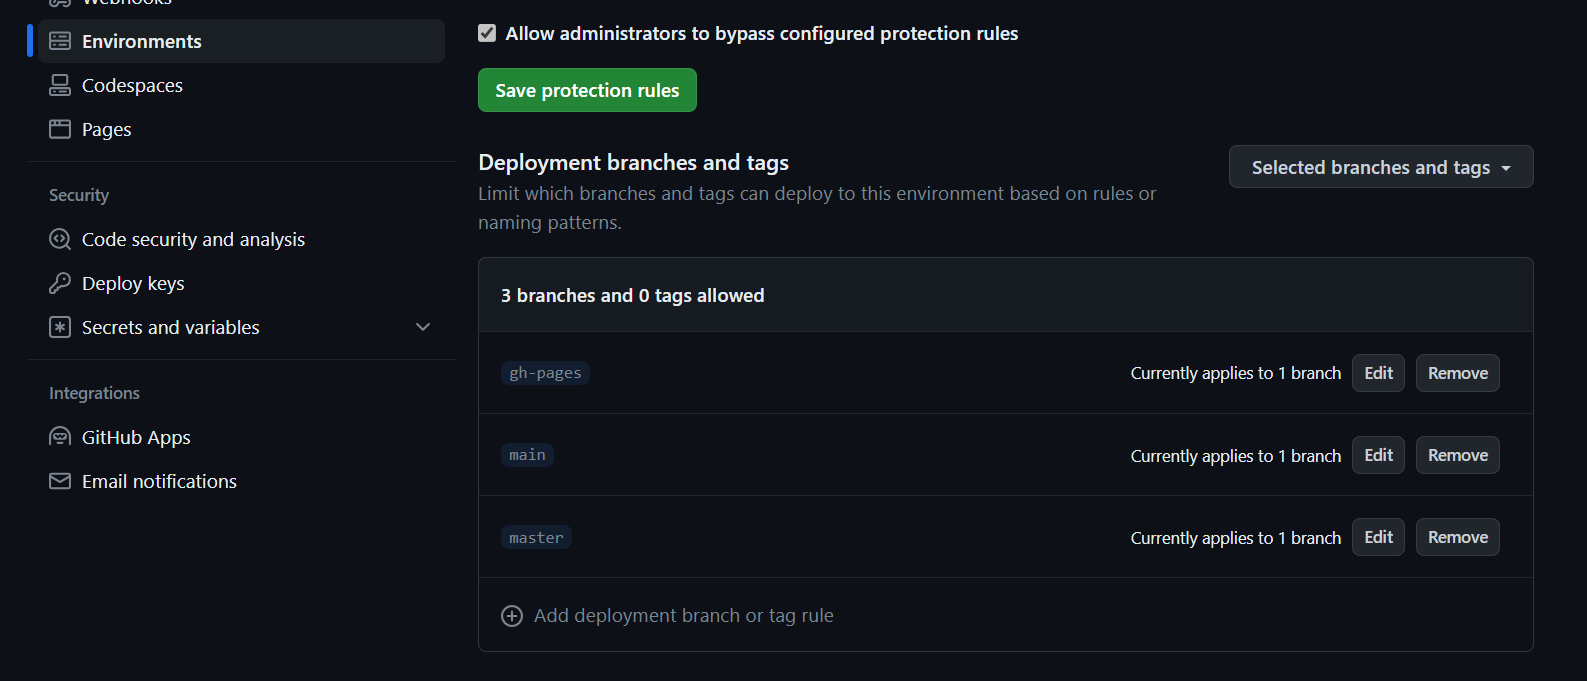 Webhooks
Environments
Codespaces
Pages
Security
Code security and analysis
Deploy keys
Secrets and variables
Integrations
GitHub Apps
Email notifications
Allow administrators to bypass configured protection rules
Save protection rules
Deployment branches and tags
Limit which branches and tags can deploy to this environment based on rules or
naming patterns.
Selected branches and tags
3 branches and 0 tags allowed
gh-pages Currently applies to 1 branch Edit Remove
main Currently applies to 1 branch Edit Remove
master Currently applies to 1 branch Edit Remove
Add deployment branch or tag rule